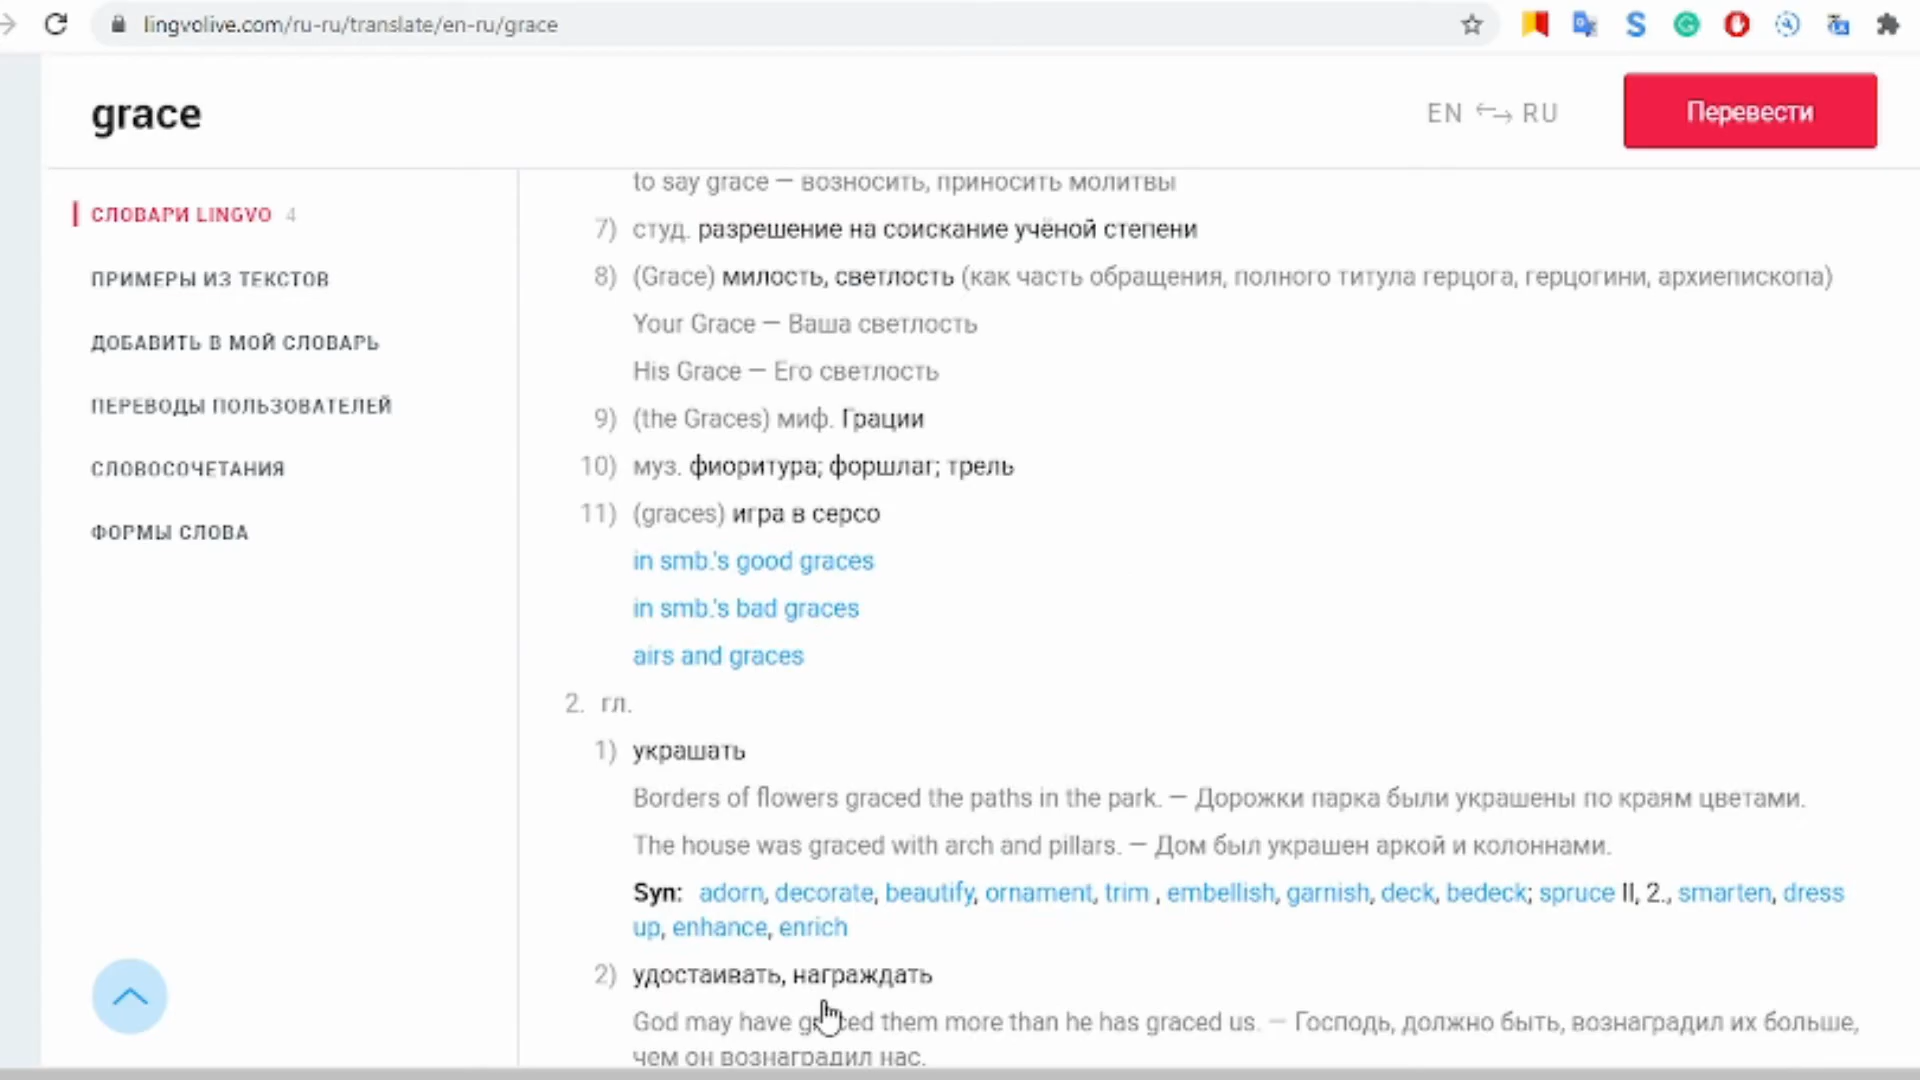 lingvolive.com/ru-ru/translate/en-ru/grace
grace
EN RU
Перевести
СЛОВАРИ LINGVO 4
ПРИМЕРЫ ИЗ ТЕКСТОВ
ДОБАВИТЬ В МОЙ СЛОВАРЬ
ПЕРЕВОДЫ ПОЛЬЗОВАТЕЛЕЙ
СЛОВОСОЧЕТАНИЯ
ФОРМЫ СЛОВА
to say grace — возносить, приносить молитвы
7) студ. разрешение на соискание учёной степени
8) (Grace) милость, светлость (как часть обращения, полного титула герцога, герцогини, архиепископа)
Your Grace — Ваша светлость
His Grace — Его светлость
9) (the Graces) миф. Грации
10) муз. фиоритура; форшлаг; трель
11) (graces) игра в серсо
in smb.'s good graces
in smb.'s bad graces
airs and graces
2. гл.
1) украшать
Borders of flowers graced the paths in the park. — Дорожки парка были украшены по краям цветами.
The house was graced with arch and pillars. — Дом был украшен аркой и колоннами.
Syn: adorn, decorate, beautify, ornament, trim , embellish, garnish, deck, bedeck; spruce II, 2., smarten, dress
up, enhance, enrich
2) удостаивать, награждать
God may have graced them more than he has graced us. — Господь, должно быть, вознаградил их больше,
чем он вознаградил нас.